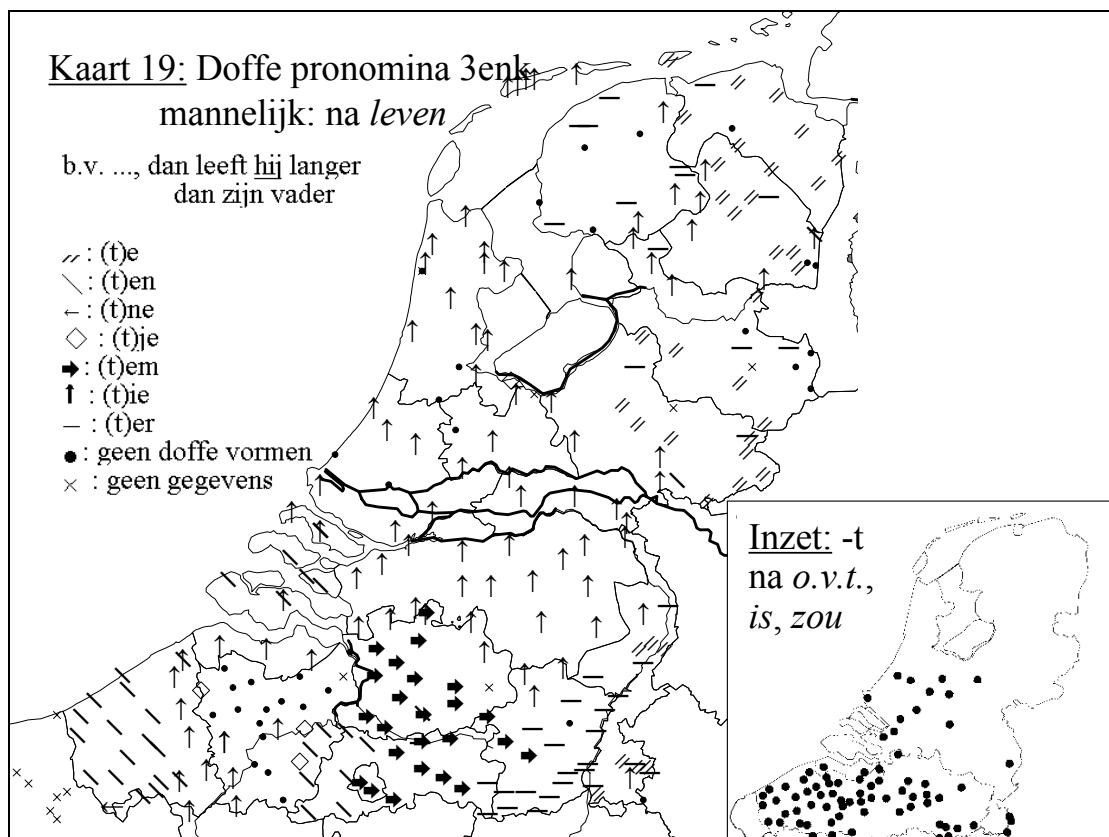 Kaart 19: Doffe pronomina 3enk
mannelijk: na leven
b.v. ..., dan leeft hij langer
dan zijn vader
: (t)e
: (t)en
: (t)ne
: (t)je
: (t)em
: (t)ie
: (t)er
: geen doffe vormen
: geen gegevens
Inzet: -t
na o.v.t.,
is, zou